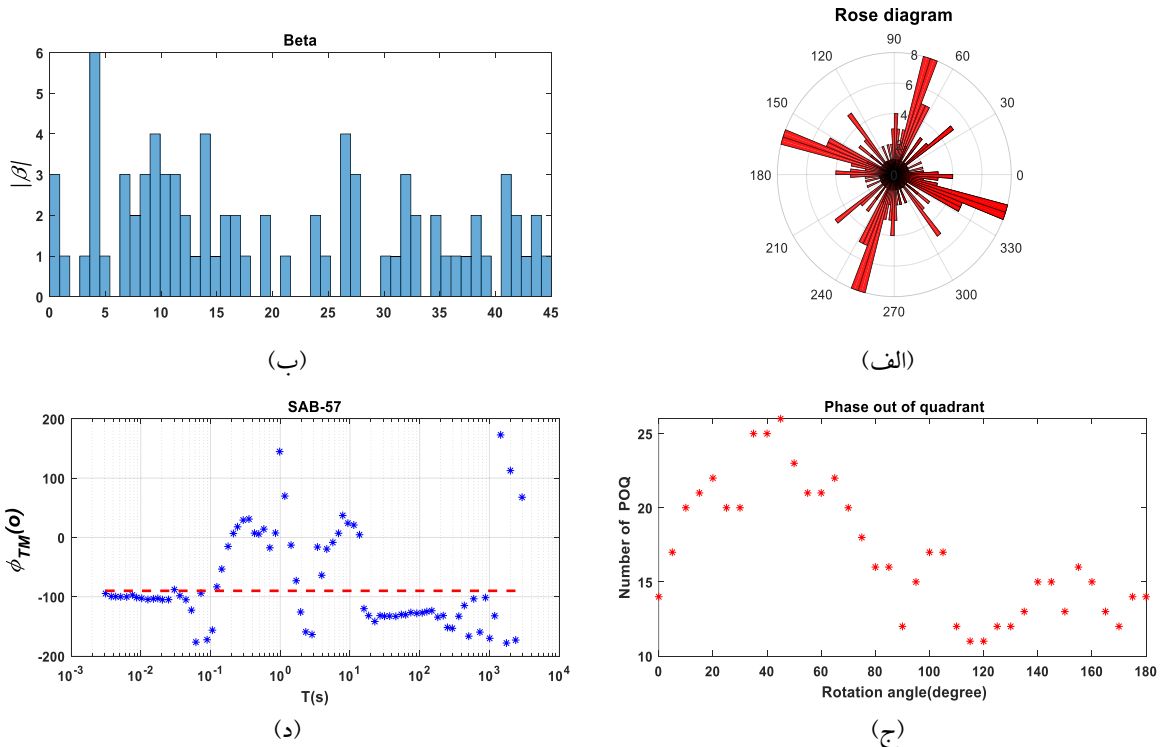 Beta
6
5
4
3
2
1
0
|β|
0 5 10 15 20 25 30 35 40 45
(ب)
Rose diagram
90
120 60
150 30
180 0
210 330
240 300
270
8
6
4
0
(الف)
SAB-57
200
100
0
-100
-200
ϕTM(o)
10-3 10-2 10-1 100 101 102 103 104
T(s)
(د)
Phase out of quadrant
25
20
15
10
Number of POQ
0 20 40 60 80 100 120 140 160 180
Rotation angle(degree)
(ج)